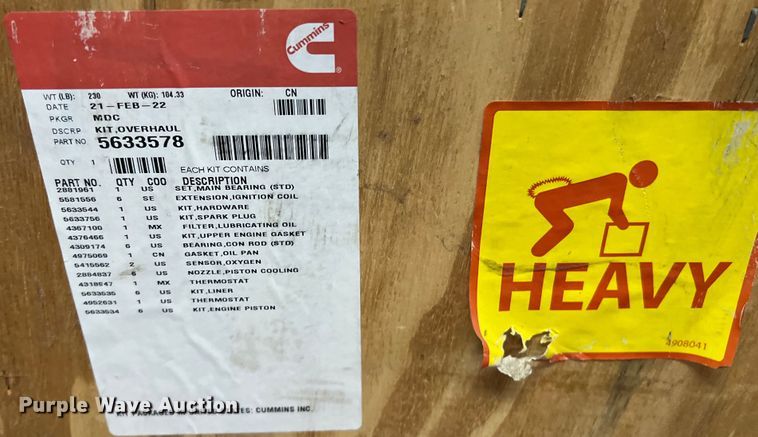 Cummins
WT (LB): 230 WT (KG): 104.33 ORIGIN: CN
DATE 21-FEB-22
PKGR MDC
DSCRP KIT,OVERHAUL
PART NO 5633578
QTY 1
EACH KIT CONTAINS
PART NO. QTY COO DESCRIPTION
2881961 1 US SET,MAIN BEARING (STD)
5581556 6 SE EXTENSION,IGNITION COIL
5633544 1 US KIT,HARDWARE
5633756 1 US KIT,SPARK PLUG
4367100 1 MX FILTER,LUBRICATING OIL
4376466 1 US KIT,UPPER ENGINE GASKET
4309174 6 US BEARING,CON ROD (STD)
4975069 1 CN GASKET,OIL PAN
5415562 2 US SENSOR,OXYGEN
2884837 6 US NOZZLE,PISTON COOLING
4318947 1 MX THERMOSTAT
5633535 6 US KIT,LINER
4952631 1 US THERMOSTAT
5633534 6 US KIT,ENGINE PISTON
CUMMINS INC.
HEAVY
4908041
Purple Wave Auction